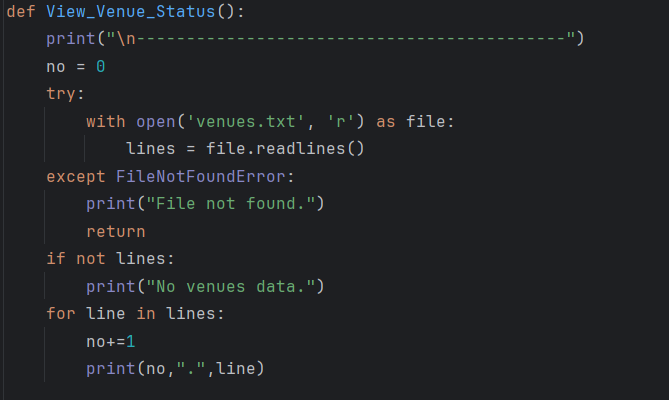 def View_Venue_Status():
    print("\n-------------------------------------------")
    no = 0
    try:
        with open('venues.txt', 'r') as file:
            lines = file.readlines()
    except FileNotFoundError:
        print("File not found.")
        return
    if not lines:
        print("No venues data.")
    for line in lines:
        no+=1
        print(no,".",line)